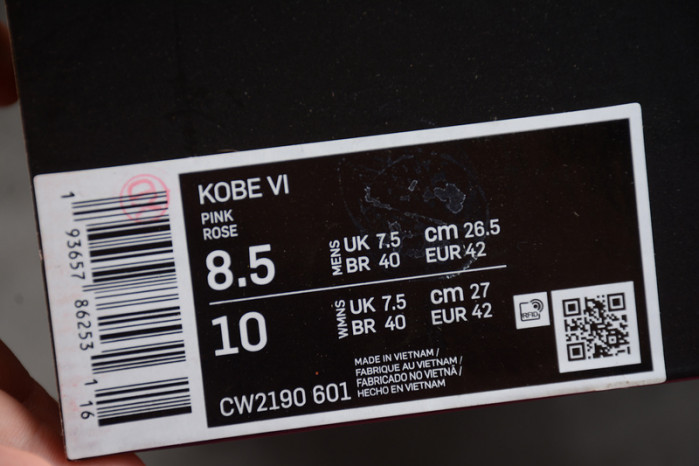 KOBE VI
PINK
ROSE
8.5
MENS
UK 7.5 cm 26.5
BR 40 EUR 42
10
WMNS
UK 7.5 cm 27
BR 40 EUR 42
RFID
CW2190 601
MADE IN VIETNAM /
FABRIQUE AU VIETNAM /
FABRICADO NO VIETNÃ /
HECHO EN VIETNAM
1 93657 86253 1 16